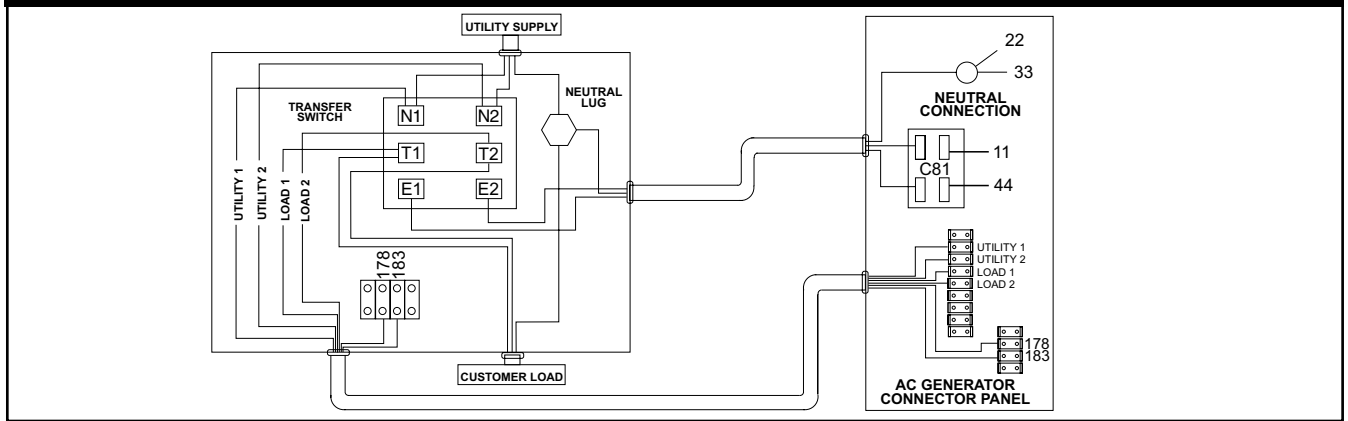 UTILITY SUPPLY
TRANSFER
SWITCH
N1
N2
T1
T2
E1
E2
NEUTRAL
LUG
UTILITY 1
UTILITY 2
LOAD 1
LOAD 2
178
183
CUSTOMER LOAD
22
33
NEUTRAL
CONNECTION
11
C81
44
UTILITY 1
UTILITY 2
LOAD 1
LOAD 2
178
183
AC GENERATOR
CONNECTOR PANEL